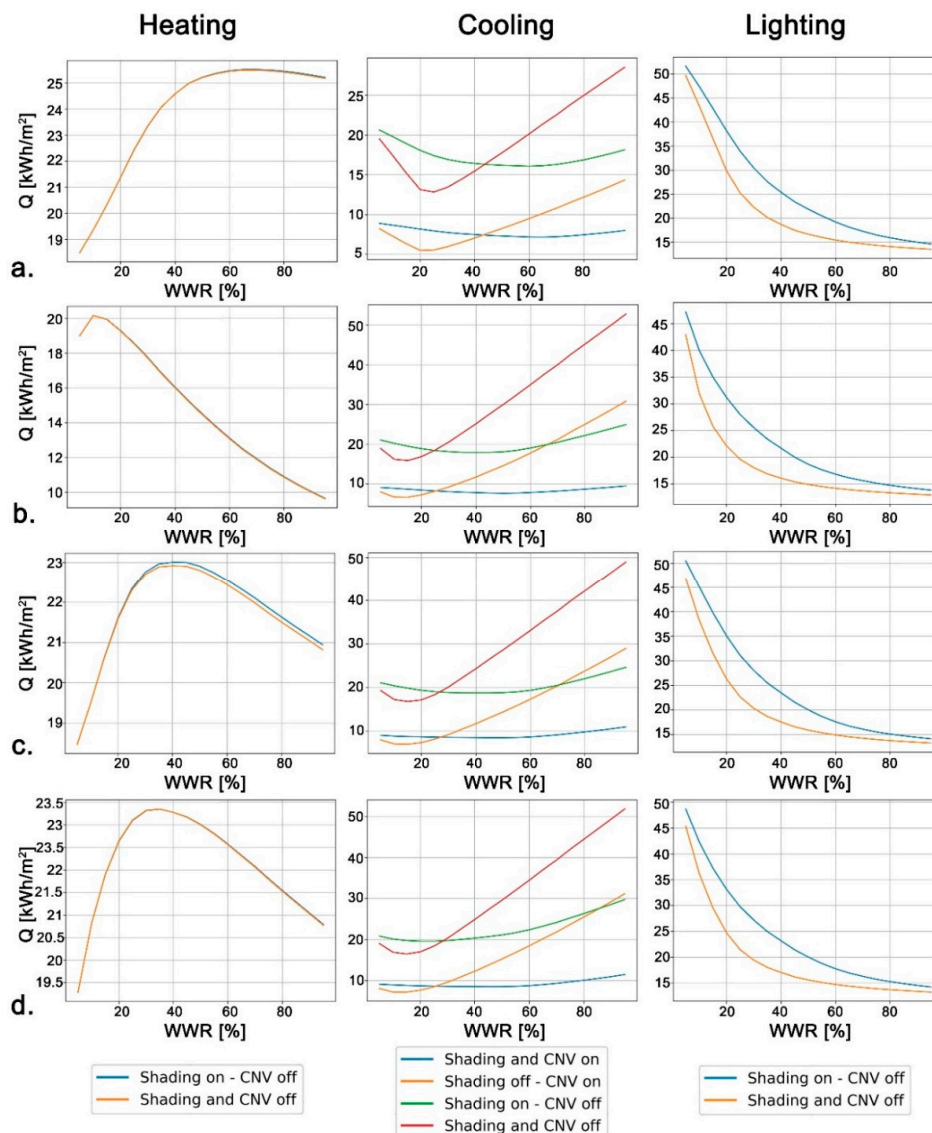 Heating Cooling Lighting
Q [kWh/m²]
25
24
23
22
21
20
19
20 40 60 80
WWR [%]
25
20
15
10
5
20 40 60 80
WWR [%]
50
45
40
35
30
25
20
15
20 40 60 80
WWR [%]
a.
Q [kWh/m²]
20
18
16
14
12
10
20 40 60 80
WWR [%]
50
40
30
20
10
20 40 60 80
WWR [%]
45
40
35
30
25
20
15
20 40 60 80
WWR [%]
b.
Q [kWh/m²]
23
22
21
20
19
20 40 60 80
WWR [%]
50
40
30
20
10
20 40 60 80
WWR [%]
50
45
40
35
30
25
20
15
20 40 60 80
WWR [%]
c.
Q [kWh/m²]
23.5
23
22.5
22
21.5
21
20.5
20
19.5
20 40 60 80
WWR [%]
50
40
30
20
10
20 40 60 80
WWR [%]
50
45
40
35
30
25
20
15
20 40 60 80
WWR [%]
d.
Shading on - CNV off
Shading and CNV off
Shading and CNV on
Shading off - CNV on
Shading on - CNV off
Shading and CNV off
Shading on - CNV off
Shading and CNV off